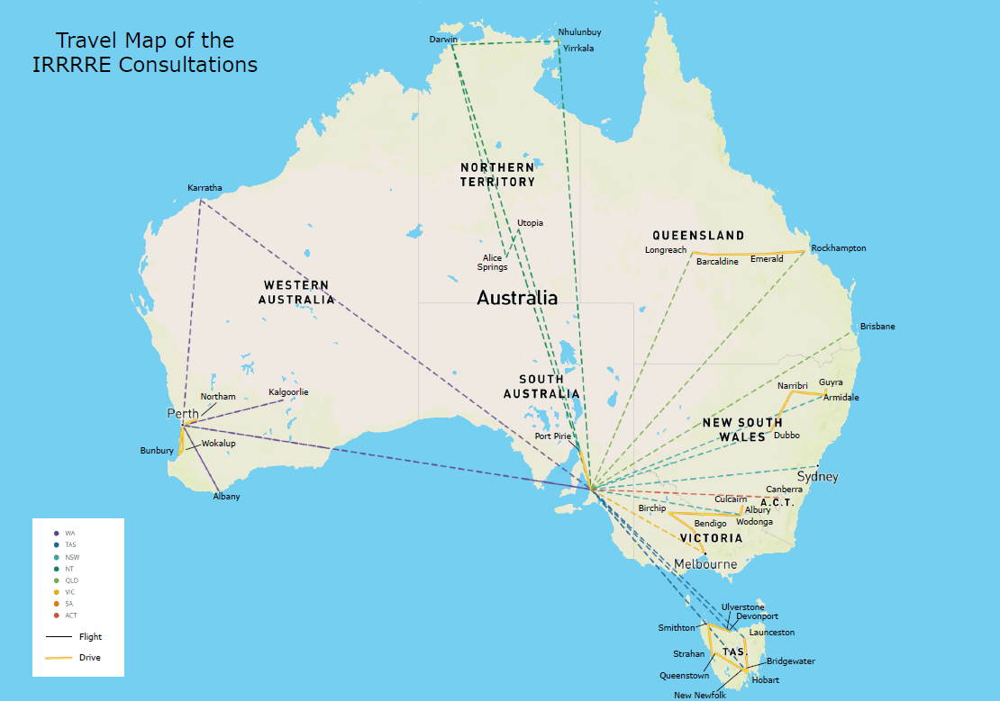 Travel Map of the
IRRRRE Consultations
Darwin
Nhulunbuy
Yirrkala
NORTHERN
TERRITORY
Karratha
Utopia
Alice
Springs
QUEENSLAND
Longreach
Barcaldine
Emerald
Rockhampton
WESTERN
AUSTRALIA
Australia
Brisbane
SOUTH
AUSTRALIA
Narribri
Guyra
Armidale
Northam
Kalgoorlie
Perth
NEW SOUTH
WALES
Dubbo
Port Pirie
Bunbury
Wokalup
Sydney
Albany
Canberra
A.C.T.
Culcairn
Birchip
Albury
Wodonga
Bendigo
VICTORIA
Melbourne
WA
TAS
NSW
NT
QLD
VIC
SA
ACT
Flight
Drive
Ulverstone
Devonport
Smithton
Launceston
Strahan
TAS.
Bridgewater
Queenstown
Hobart
New Newfolk